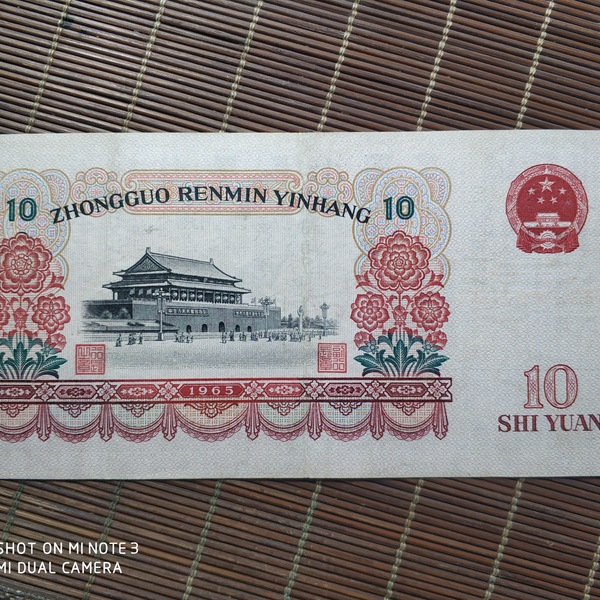 10 ZHONGGUO RENMIN YINHANG 10
1965
10
SHI YUAN
SHOT ON MI NOTE 3
MI DUAL CAMERA